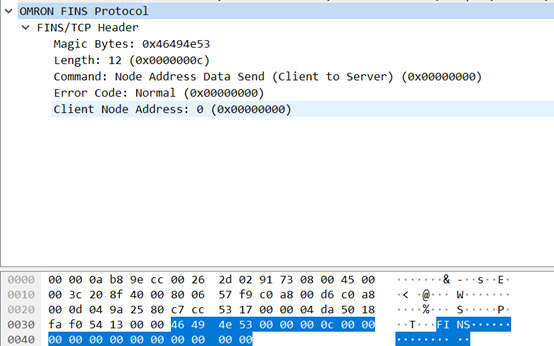 OMRON FINS Protocol
FINS/TCP Header
Magic Bytes: 0x46494e53
Length: 12 (0x0000000c)
Command: Node Address Data Send (Client to Server) (0x00000000)
Error Code: Normal (0x00000000)
Client Node Address: 0 (0x00000000)
0000 00 00 0a b8 9e cc 00 26 2d 02 91 73 08 00 45 00 ·······& -··s··E·
0010 00 3c 20 8f 40 00 80 06 57 f9 c0 a8 00 d6 c0 a8 ·< ·@··· W·······
0020 00 0d 04 9a 25 80 c7 cc 53 17 00 00 04 da 50 18 ····%··· S·····P·
0030 fa f0 54 13 00 00 46 49 4e 53 00 00 00 0c 00 00 ··T···FI NS······
0040 00 00 00 00 00 00 00 00 00 00 ········ ··